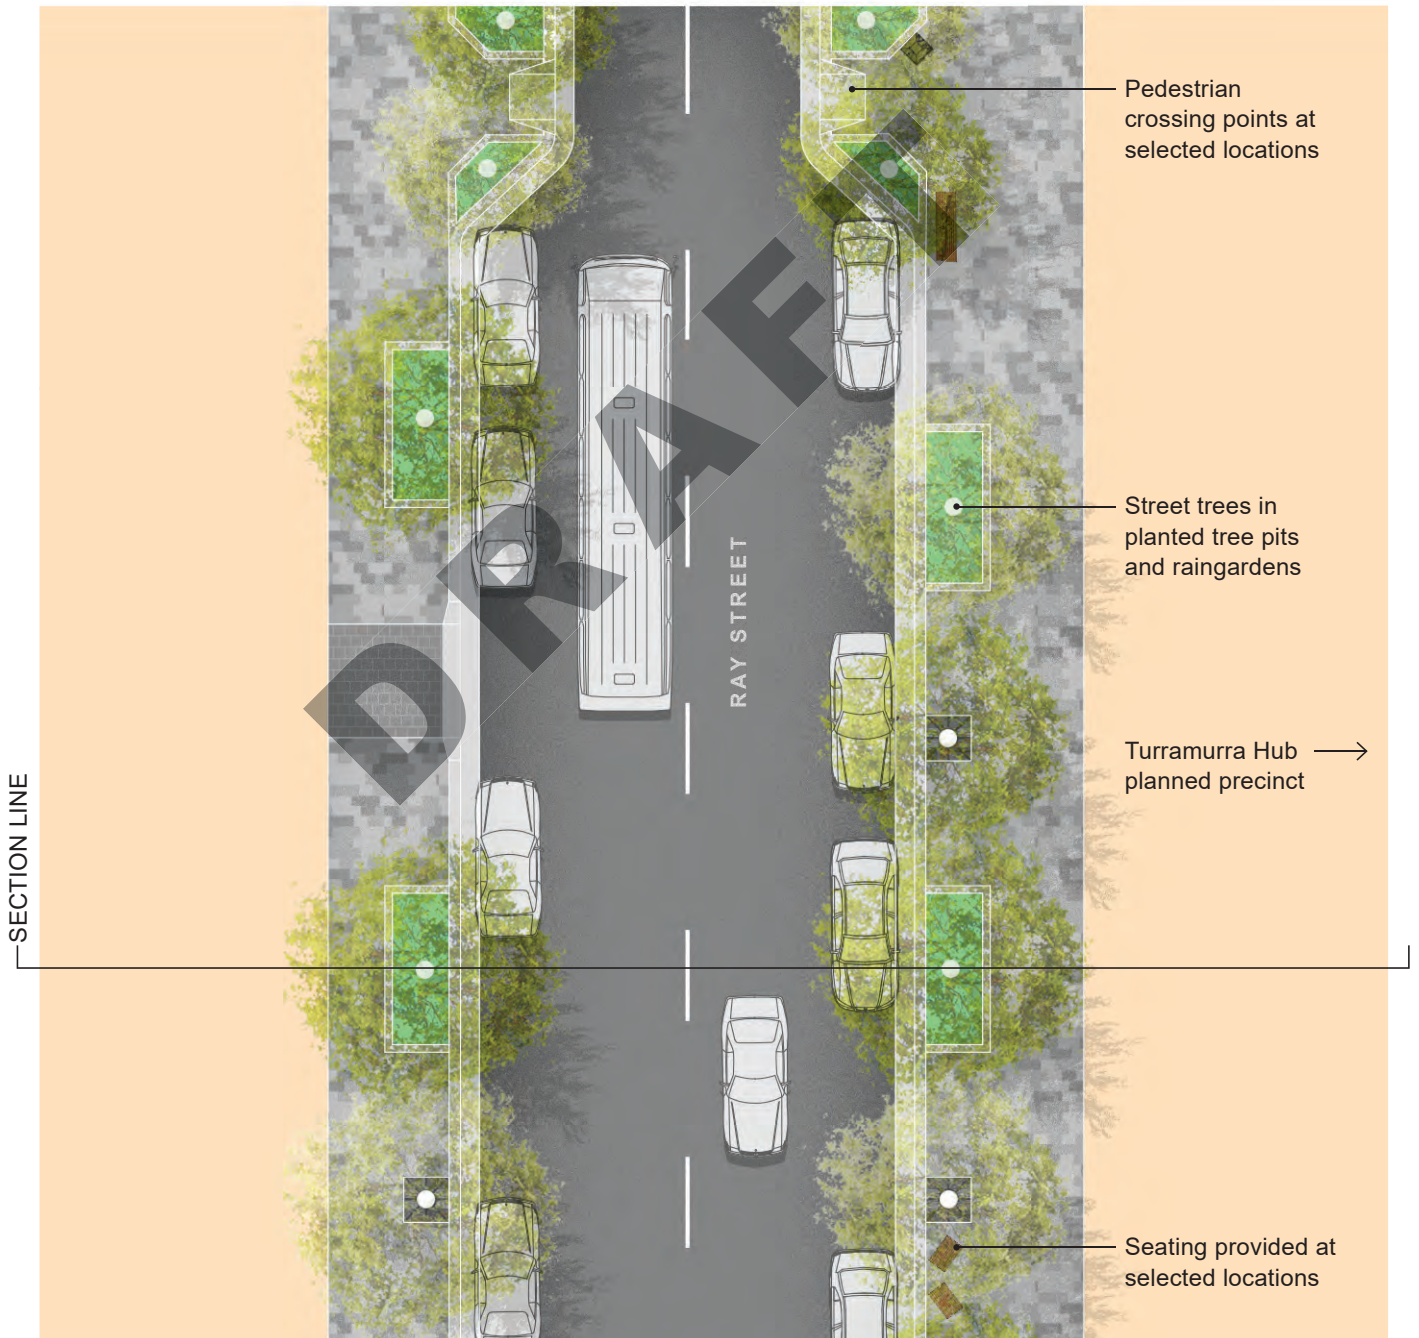 Pedestrian
crossing points at
selected locations
DRAFT
Street trees in
planted tree pits
and raingardens
RAY STREET
Turramurra Hub
planned precinct
SECTION LINE
Seating provided at
selected locations